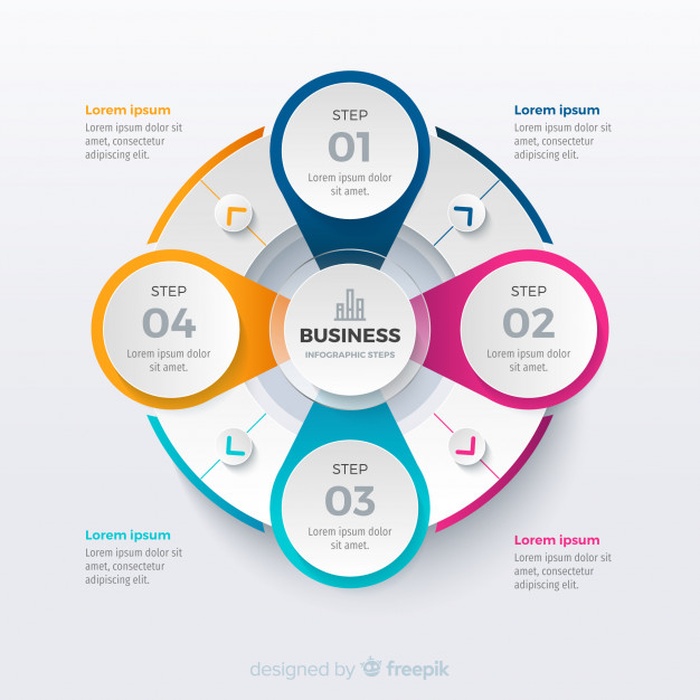 Lorem ipsum
Lorem ipsum dolor sit
amet, consectetur
adipiscing elit.
STEP
01
Lorem ipsum dolor
sit amet.
Lorem ipsum
Lorem ipsum dolor sit
amet, consectetur
adipiscing elit.
STEP
04
Lorem ipsum dolor
sit amet.
BUSINESS
INFOGRAPHIC STEPS
STEP
02
Lorem ipsum dolor
sit amet.
STEP
03
Lorem ipsum dolor
sit amet.
Lorem ipsum
Lorem ipsum dolor sit
amet, consectetur
adipiscing elit.
Lorem ipsum
Lorem ipsum dolor sit
amet, consectetur
adipiscing elit.
designed by freepik